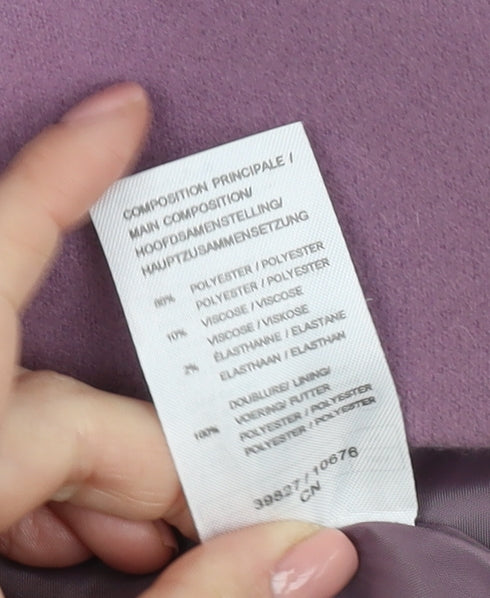 COMPOSITION PRINCIPALE /
MAIN COMPOSITION/
HOOFDSAMENSTELLING/
HAUPTZUSAMMENSETZUNG
POLYESTER / POLYESTER
POLYESTER / POLYESTER
10% VISCOSE / VISCOSE
VISCOSE / VISKOSE
2% ÉLASTHANNE / ELASTANE
ELASTHAAN / ELASTHAN
DOUBLURE/ LINING/
VOERING/ FUTTER
100% POLYESTER / POLYESTER
POLYESTER / POLYESTER
39827 / 10676
CN